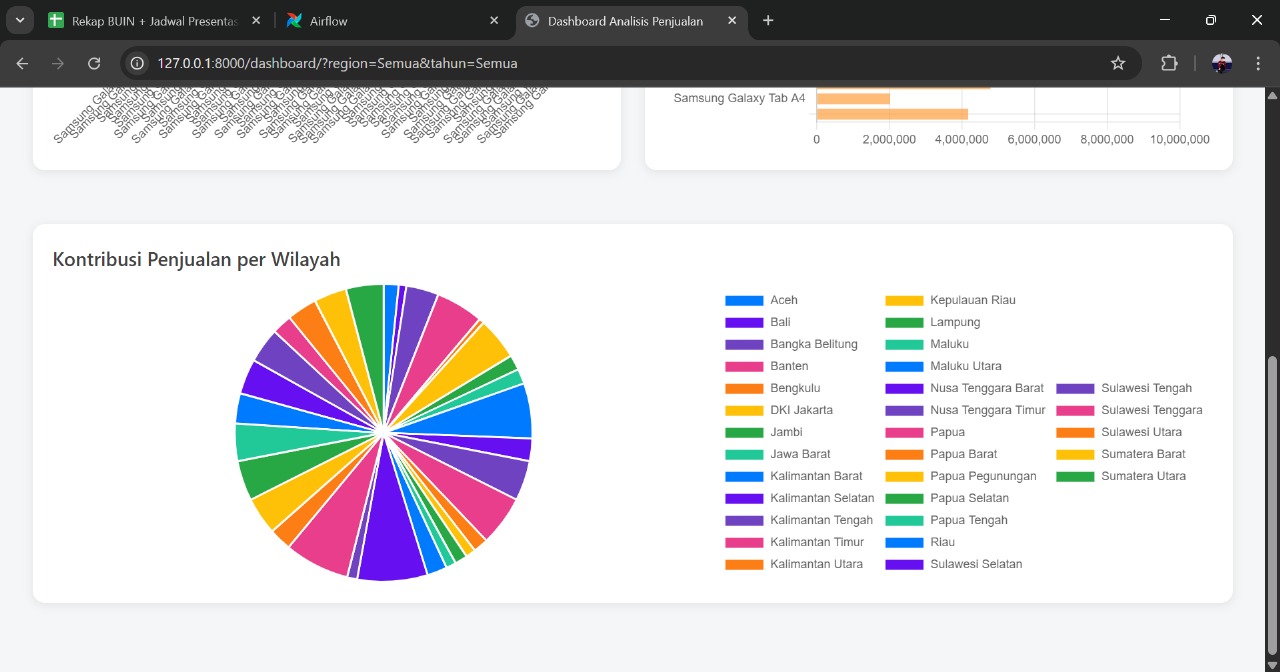 Rekap BUIN + Jadwal Presentas
Airflow
Dashboard Analisis Penjualan
127.0.0.1:8000/dashboard/?region=Semua&tahun=Semua
Samsung Galaxy Tab A4
0 2,000,000 4,000,000 6,000,000 8,000,000 10,000,000
Kontribusi Penjualan per Wilayah
Aceh
Bali
Bangka Belitung
Banten
Bengkulu
DKI Jakarta
Jambi
Jawa Barat
Kalimantan Barat
Kalimantan Selatan
Kalimantan Tengah
Kalimantan Timur
Kalimantan Utara
Kepulauan Riau
Lampung
Maluku
Maluku Utara
Nusa Tenggara Barat
Nusa Tenggara Timur
Papua
Papua Barat
Papua Pegunungan
Papua Selatan
Papua Tengah
Riau
Sulawesi Selatan
Sulawesi Tengah
Sulawesi Tenggara
Sulawesi Utara
Sumatera Barat
Sumatera Utara